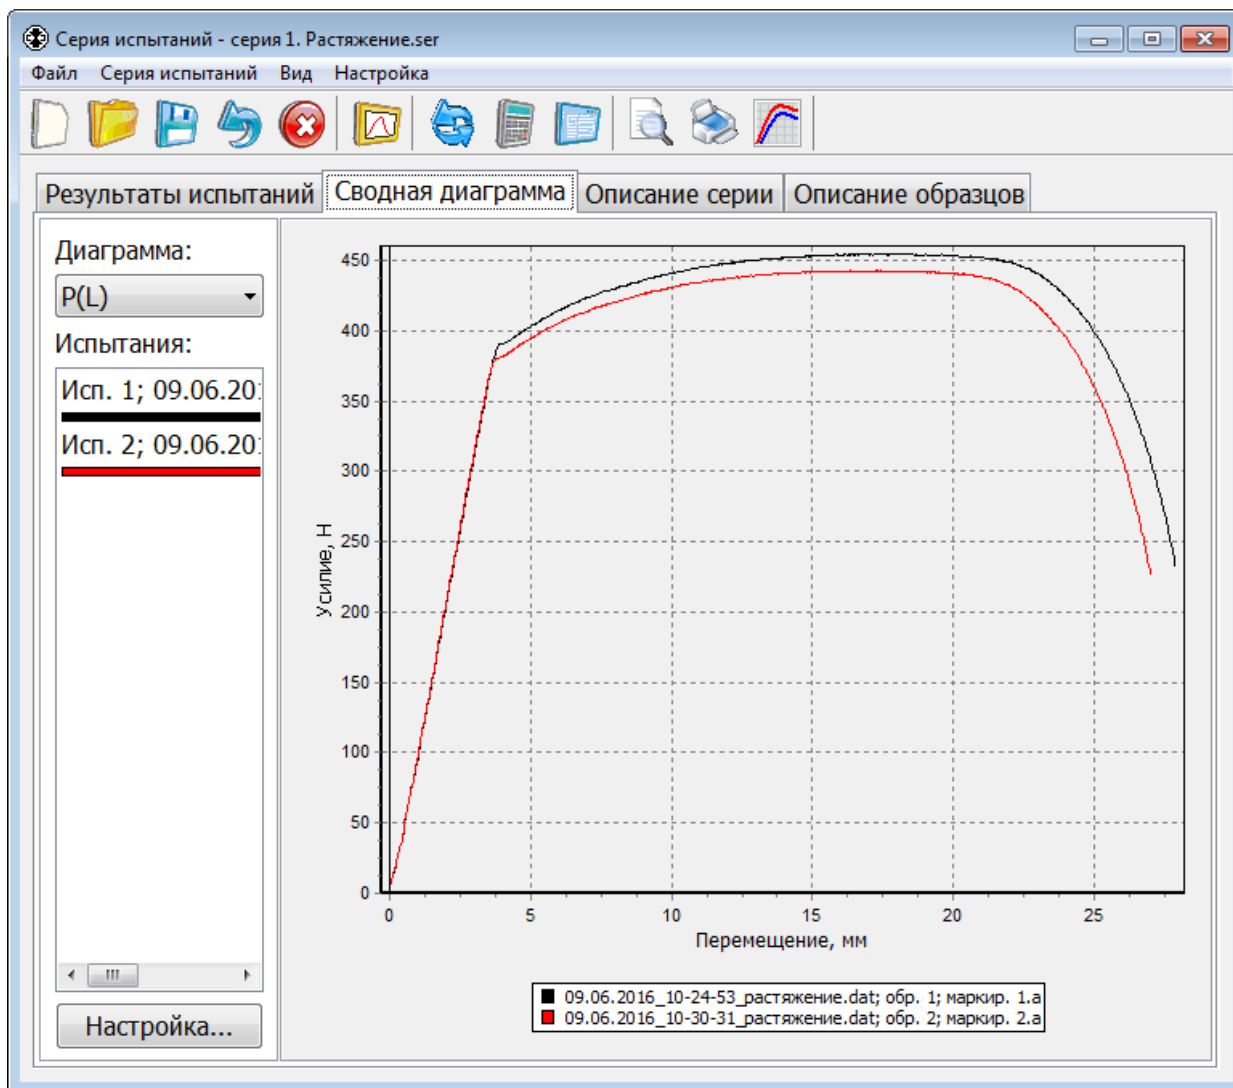 Серия испытаний - серия 1. Растяжение.ser
Файл Серия испытаний Вид Настройка
Результаты испытаний Сводная диаграмма Описание серии Описание образцов
Диаграмма:
P(L)
Испытания:
Исп. 1; 09.06.20
Исп. 2; 09.06.20
Настройка...
Усилие, Н
450
400
350
300
250
200
150
100
50
0
0 5 10 15 20 25
Перемещение, мм
09.06.2016_10-24-53_растяжение.dat; обр. 1; маркир. 1.a
09.06.2016_10-30-31_растяжение.dat; обр. 2; маркир. 2.a